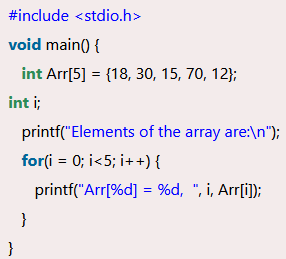 #include <stdio.h>
void main() {
int Arr[5] = {18, 30, 15, 70, 12};
int i;
printf("Elements of the array are:\n");
for(i = 0; i<5; i++) {
printf("Arr[%d] = %d,  ", i, Arr[i]);
}
}